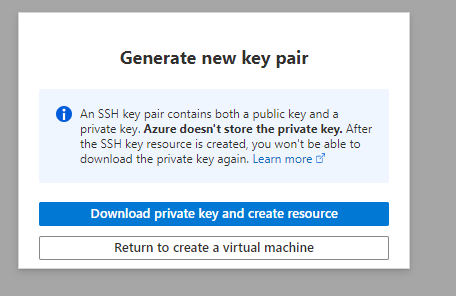 Generate new key pair
An SSH key pair contains both a public key and a
private key. Azure doesn't store the private key. After
the SSH key resource is created, you won't be able to
download the private key again. Learn more
Download private key and create resource
Return to create a virtual machine